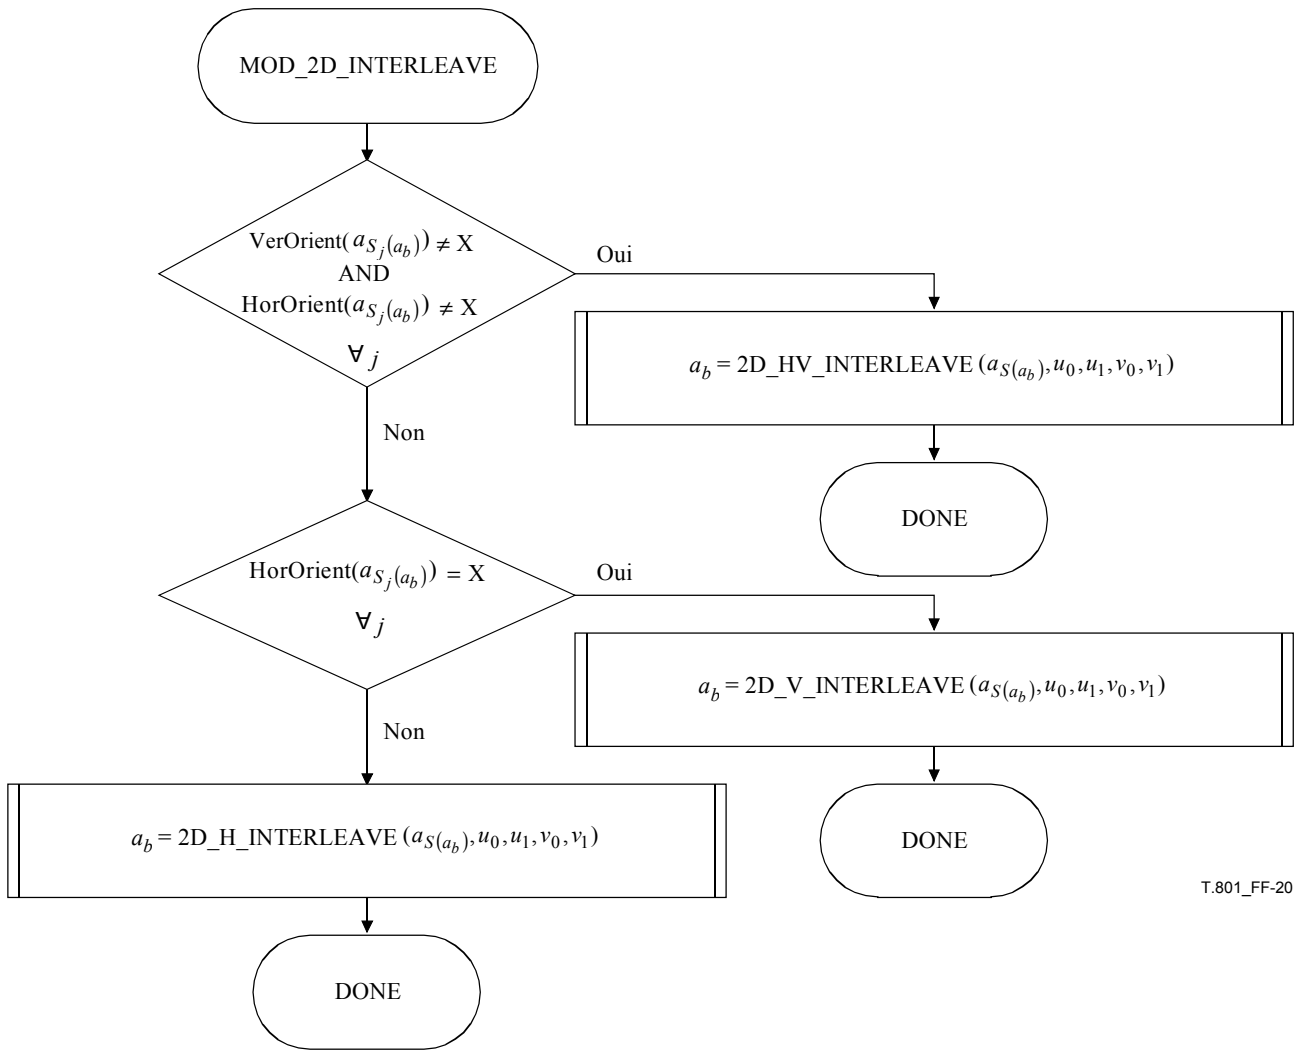 MOD_2D_INTERLEAVE
VerOrient(a_{S_j(a_b)}) ≠ X
AND
HorOrient(a_{S_j(a_b)}) ≠ X
∀ j
Oui
a_b = 2D_HV_INTERLEAVE (a_{S(a_b)}, u_0, u_1, v_0, v_1)
Non
DONE
HorOrient(a_{S_j(a_b)}) = X
∀ j
Oui
a_b = 2D_V_INTERLEAVE (a_{S(a_b)}, u_0, u_1, v_0, v_1)
Non
a_b = 2D_H_INTERLEAVE (a_{S(a_b)}, u_0, u_1, v_0, v_1)
DONE
T.801_FF-20
DONE